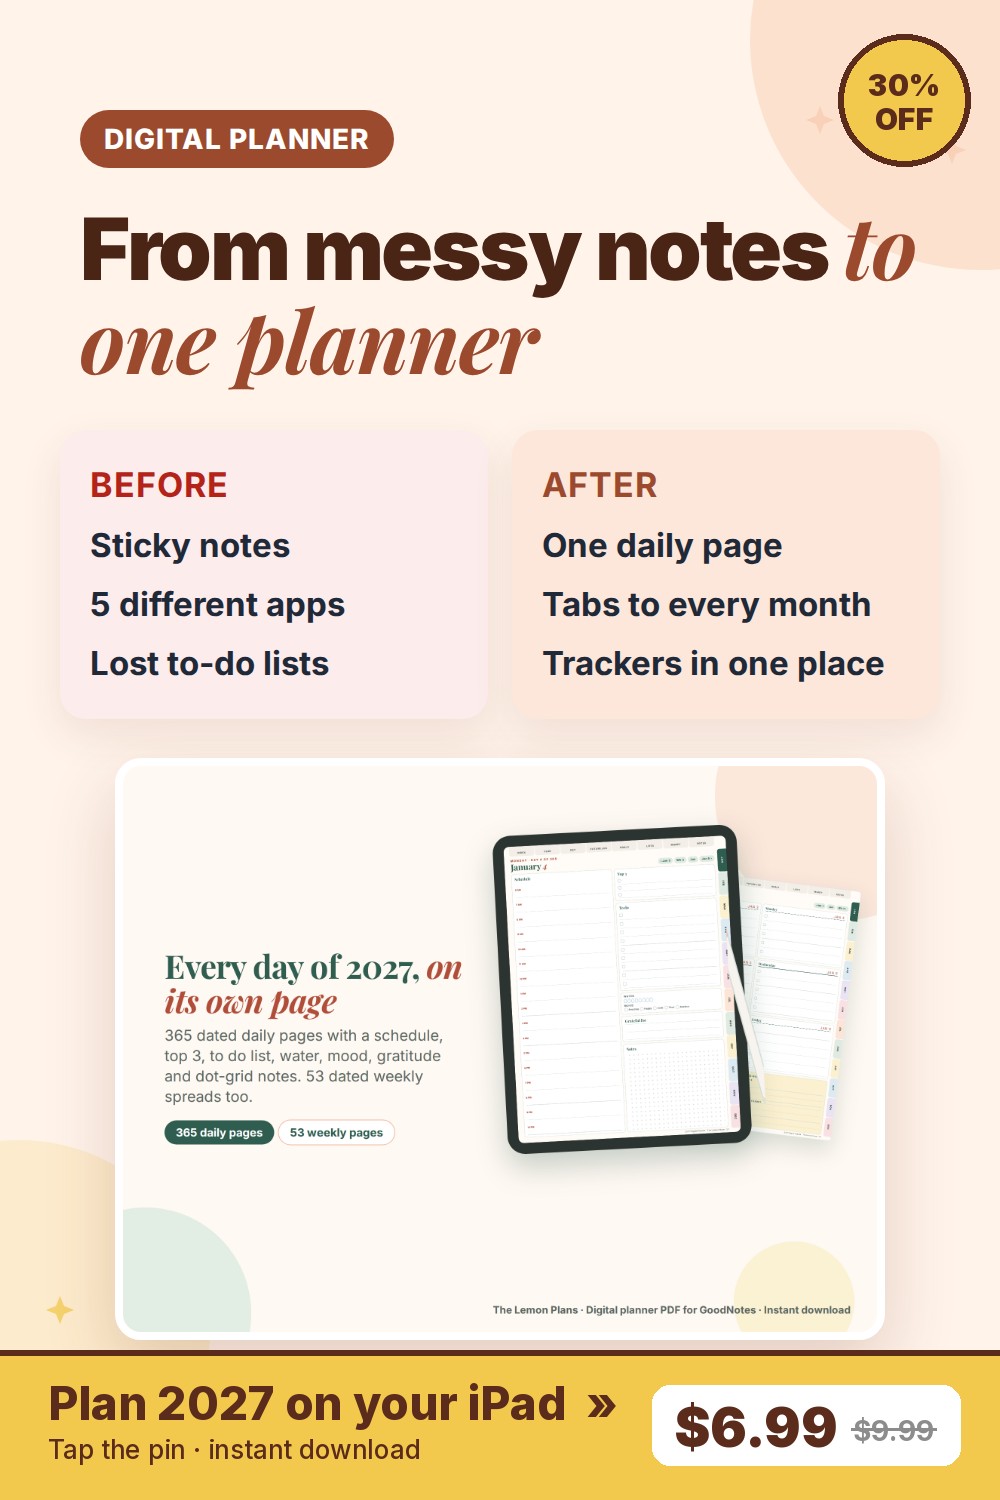 30%
OFF
DIGITAL PLANNER
From messy notes to
one planner
BEFORE
Sticky notes
5 different apps
Lost to-do lists
AFTER
One daily page
Tabs to every month
Trackers in one place
Every day of 2027, on
its own page
365 dated daily pages with a schedule,
top 3, to do list, water, mood, gratitude
and dot-grid notes. 53 dated weekly
spreads too.
365 daily pages
53 weekly pages
January 4
The Lemon Plans · Digital planner PDF for GoodNotes · Instant download
Plan 2027 on your iPad »
Tap the pin · instant download
$6.99 $9.99